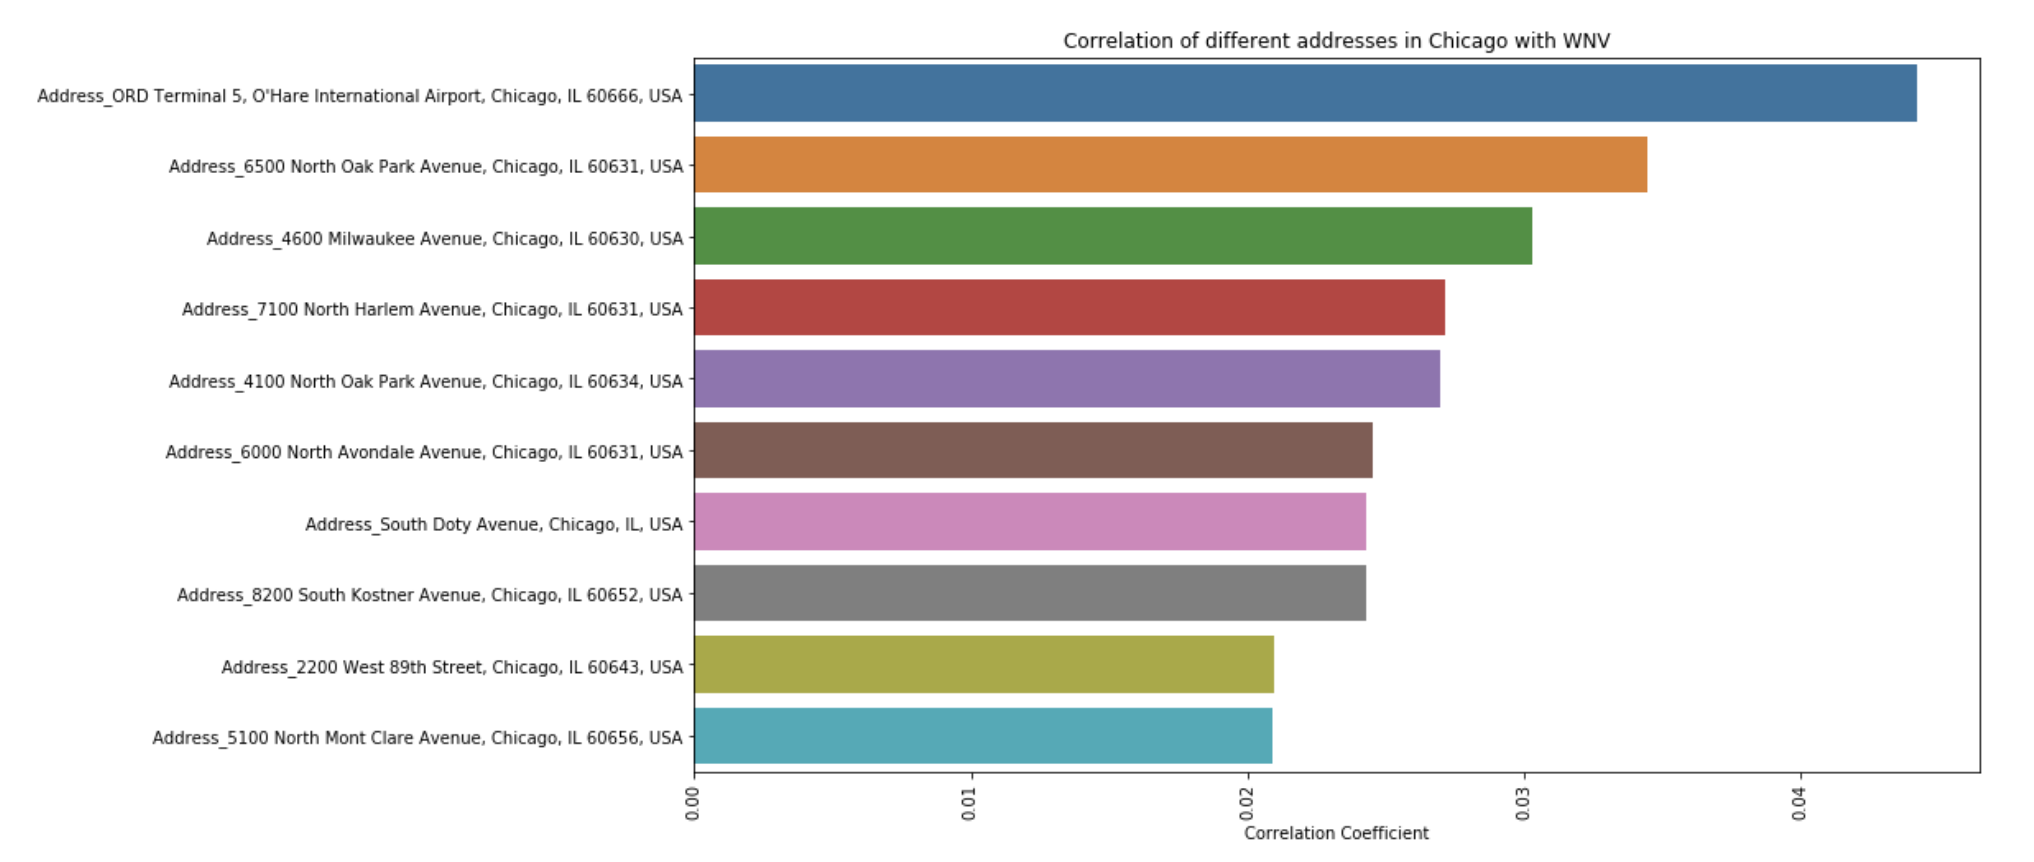 Correlation of different addresses in Chicago with WNV
Address_ORD Terminal 5, O'Hare International Airport, Chicago, IL 60666, USA
Address_6500 North Oak Park Avenue, Chicago, IL 60631, USA
Address_4600 Milwaukee Avenue, Chicago, IL 60630, USA
Address_7100 North Harlem Avenue, Chicago, IL 60631, USA
Address_4100 North Oak Park Avenue, Chicago, IL 60634, USA
Address_6000 North Avondale Avenue, Chicago, IL 60631, USA
Address_South Doty Avenue, Chicago, IL, USA
Address_8200 South Kostner Avenue, Chicago, IL 60652, USA
Address_2200 West 89th Street, Chicago, IL 60643, USA
Address_5100 North Mont Clare Avenue, Chicago, IL 60656, USA
0.00 0.01 0.02 0.03 0.04
Correlation Coefficient